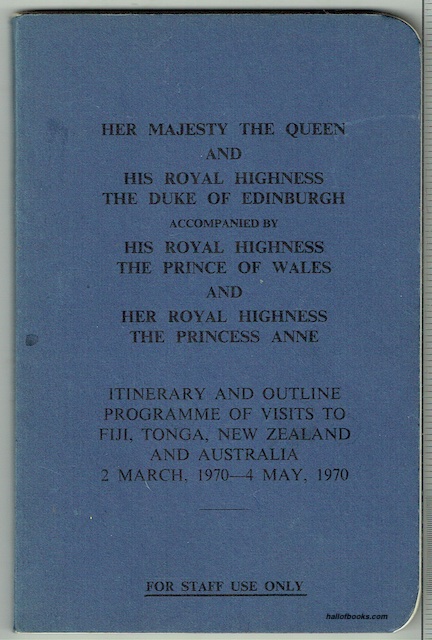 HER MAJESTY THE QUEEN
AND
HIS ROYAL HIGHNESS
THE DUKE OF EDINBURGH
ACCOMPANIED BY
HIS ROYAL HIGHNESS
THE PRINCE OF WALES
AND
HER ROYAL HIGHNESS
THE PRINCESS ANNE
ITINERARY AND OUTLINE
PROGRAMME OF VISITS TO
FIJI, TONGA, NEW ZEALAND
AND AUSTRALIA
2 MARCH, 1970—4 MAY, 1970
FOR STAFF USE ONLY
hallofbooks.com